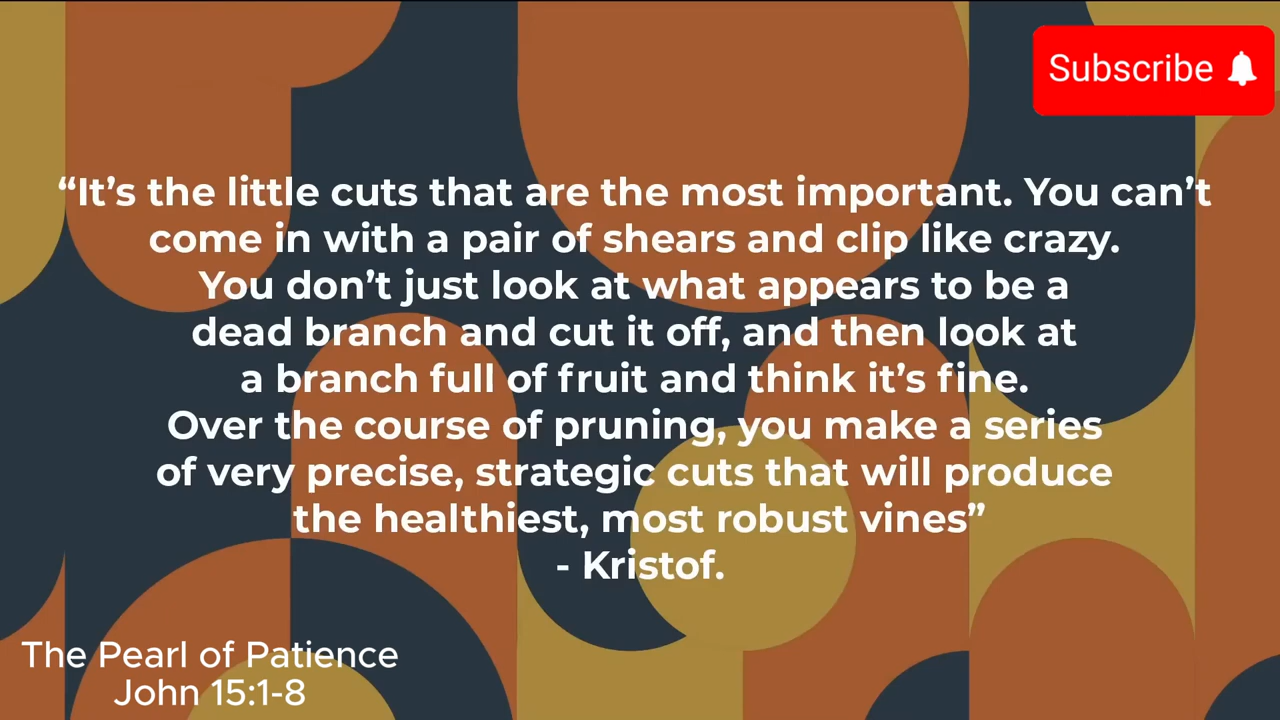 Subscribe
“It’s the little cuts that are the most important. You can’t
come in with a pair of shears and clip like crazy.
You don’t just look at what appears to be a
dead branch and cut it off, and then look at
a branch full of fruit and think it’s fine.
Over the course of pruning, you make a series
of very precise, strategic cuts that will produce
the healthiest, most robust vines”
- Kristof.
The Pearl of Patience
John 15:1-8